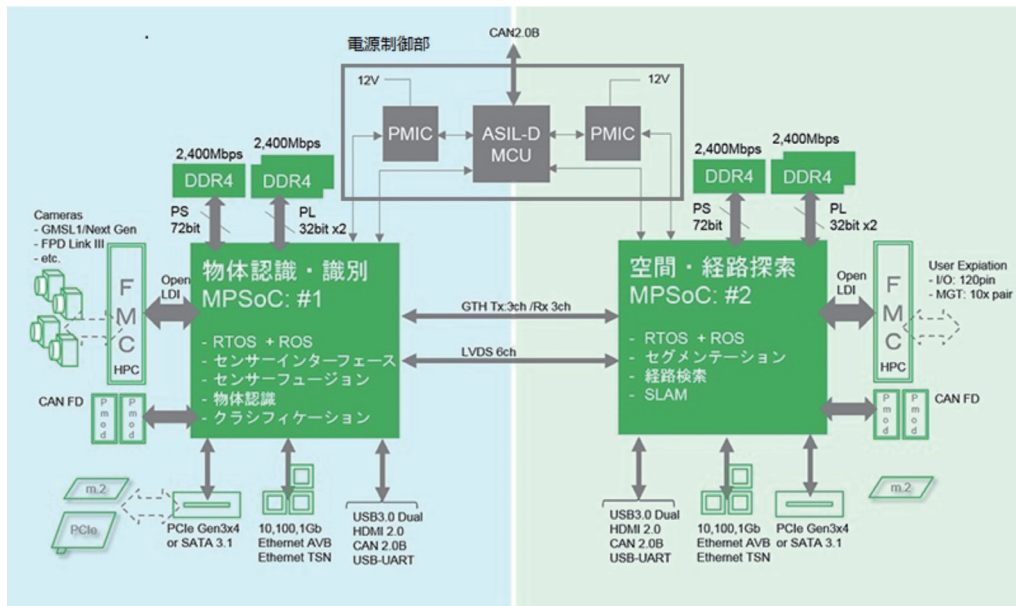 CAN2.0B
電源制御部
12V
12V
PMIC
ASIL-D
MCU
PMIC
2,400Mbps
2,400Mbps
DDR4
DDR4
PS
72bit
PL
32bit x2
2,400Mbps
2,400Mbps
DDR4
DDR4
PS
72bit
PL
32bit x2
Cameras
- GMSL1/Next Gen
- FPD Link III
- etc.
FMC
HPC
Open
LDI
物体認識・識別
MPSoC: #1
- RTOS + ROS
- センサーインターフェース
- センサーフュージョン
- 物体認識
- クラシフィケーション
GTH Tx:3ch /Rx 3ch
LVDS 6ch
空間・経路探索
MPSoC: #2
- RTOS + ROS
- セグメンテーション
- 経路検索
- SLAM
Open
LDI
FMC
HPC
User Expiation
- I/O: 120pin
- MGT: 10x pair
CAN FD
Pmod
Pmod
Pmod
Pmod
CAN FD
m.2
PCIe
PCIe Gen3x4
or SATA 3.1
10,100,1Gb
Ethernet AVB
Ethernet TSN
USB3.0 Dual
HDMI 2.0
CAN 2.0B
USB-UART
USB3.0 Dual
HDMI 2.0
CAN 2.0B
USB-UART
10,100,1Gb
Ethernet AVB
Ethernet TSN
PCIe Gen3x4
or SATA 3.1
m.2